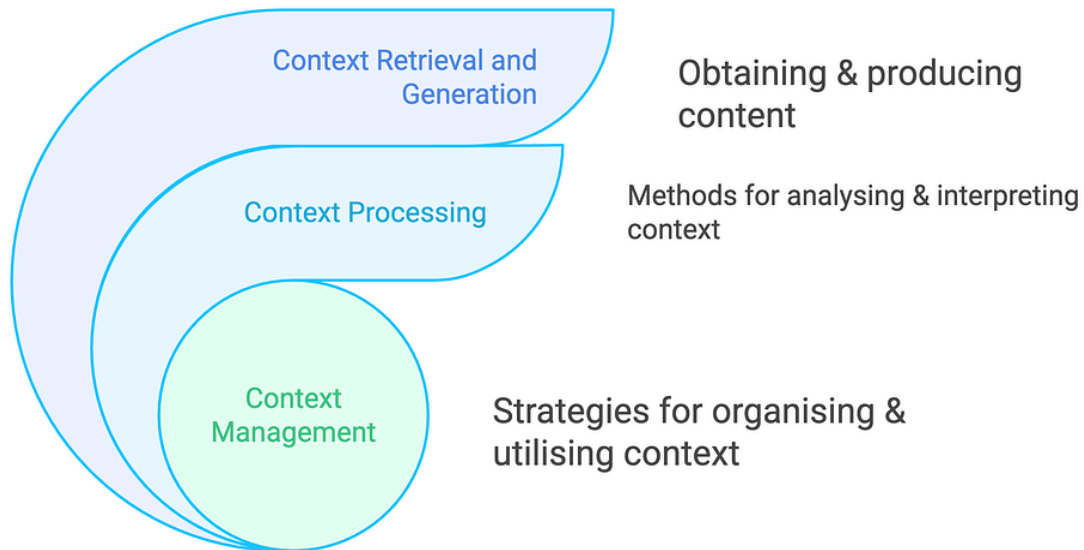 Context Retrieval and
Generation
Obtaining & producing
content
Context Processing
Methods for analysing & interpreting
context
Context
Management
Strategies for organising &
utilising context